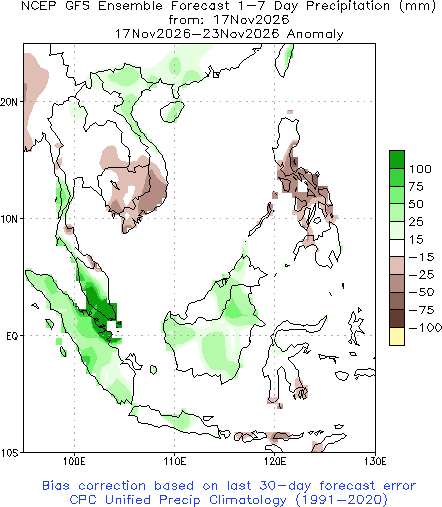 NCEP GFS Ensemble Forecast 1-7 Day Precipitation (mm)
from: 17Nov2026
17Nov2026-23Nov2026 Anomaly
20N
10N
EQ
10S
100E
110E
120E
130E
100
75
50
25
15
-15
-25
-50
-75
-100
Bias correction based on last 30-day forecast error
CPC Unified Precip Climatology (1991-2020)